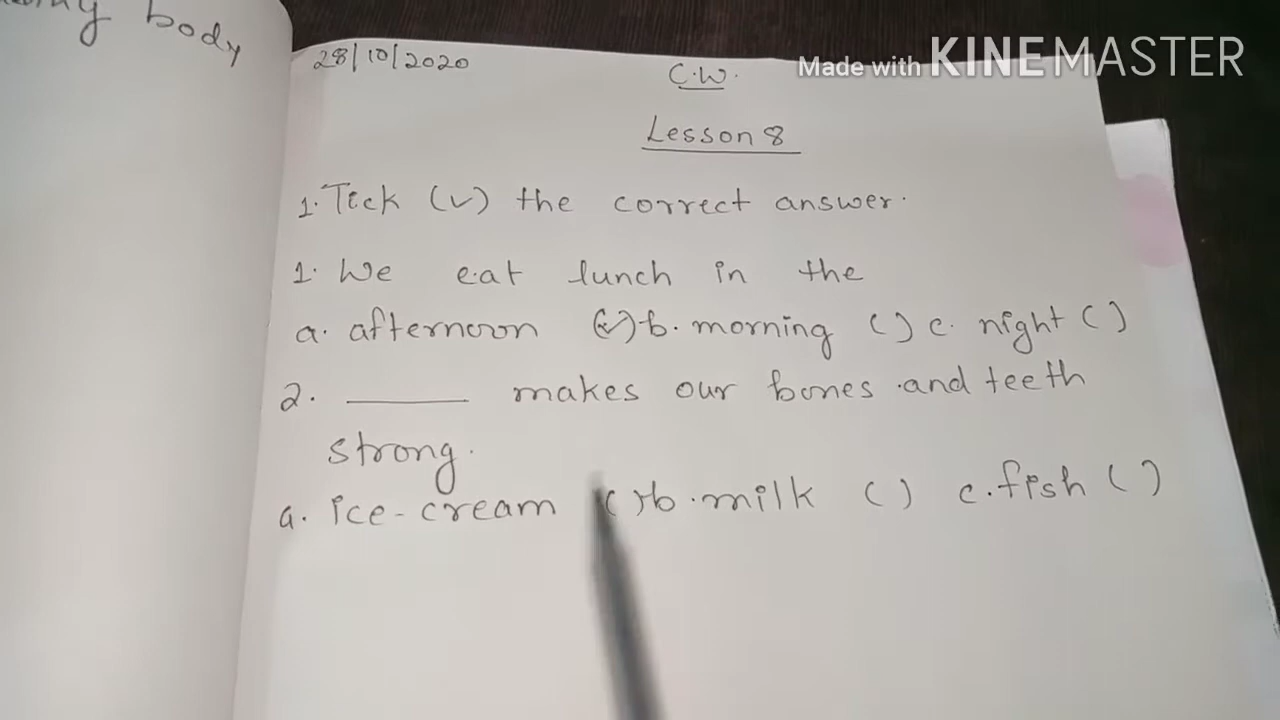 body
28/10/2020
Made with KINEMASTER
C.W.
Lesson 8
1. Tick (✓) the correct answer.
1. We eat lunch in the
a. afternoon (✓) b. morning ( ) c. night ( )
2. ______ makes our bones and teeth
strong.
a. ice-cream ( ) b. milk ( ) c. fish ( )